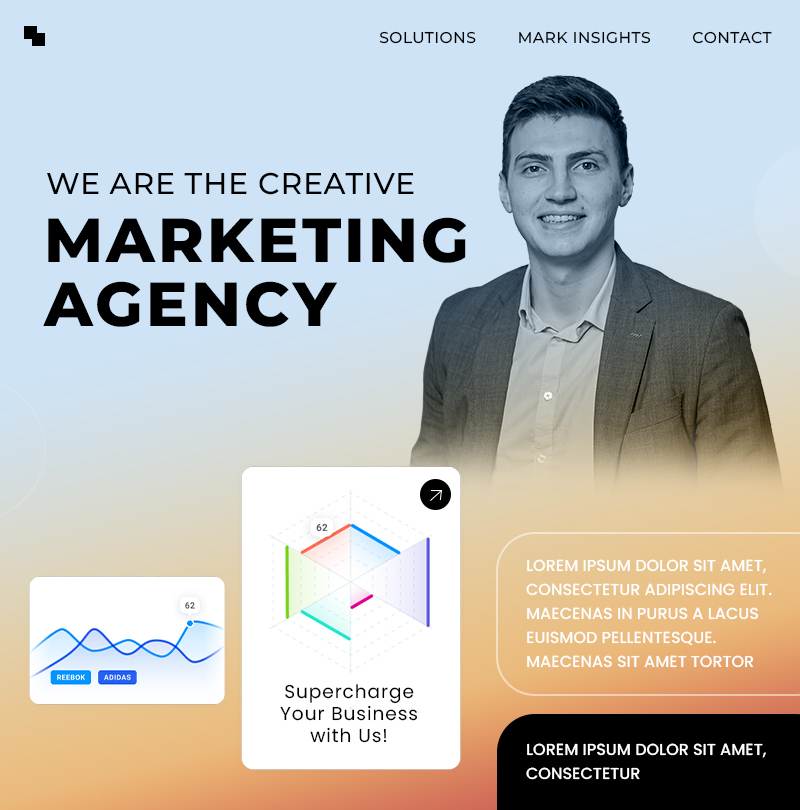 SOLUTIONS MARK INSIGHTS CONTACT
WE ARE THE CREATIVE
MARKETING
AGENCY
62
Supercharge
Your Business
with Us!
62
REEBOK ADIDAS
LOREM IPSUM DOLOR SIT AMET,
CONSECTETUR ADIPISCING ELIT.
MAECENAS IN PURUS A LACUS
EUISMOD PELLENTESQUE.
MAECENAS SIT AMET TORTOR
LOREM IPSUM DOLOR SIT AMET,
CONSECTETUR